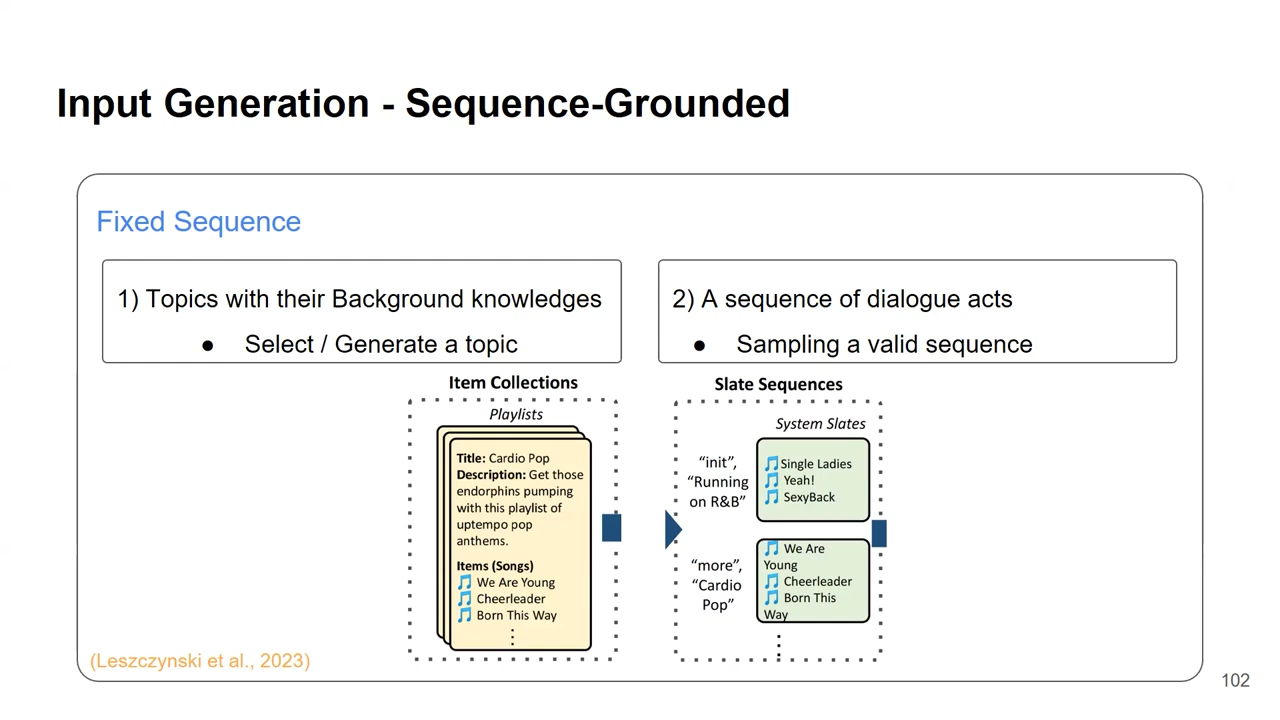 Input Generation - Sequence-Grounded
Fixed Sequence
1) Topics with their Background knowledges
● Select / Generate a topic
2) A sequence of dialogue acts
● Sampling a valid sequence
Item Collections
Playlists
Title: Cardio Pop
Description: Get those
endorphins pumping
with this playlist of
uptempo pop
anthems.
Items (Songs)
We Are Young
Cheerleader
Born This Way
⋮
Slate Sequences
System Slates
“init”,
“Running
on R&B”
Single Ladies
Yeah!
SexyBack
“more”,
“Cardio
Pop”
We Are
Young
Cheerleader
Born This
Way
⋮
(Leszczynski et al., 2023)
102